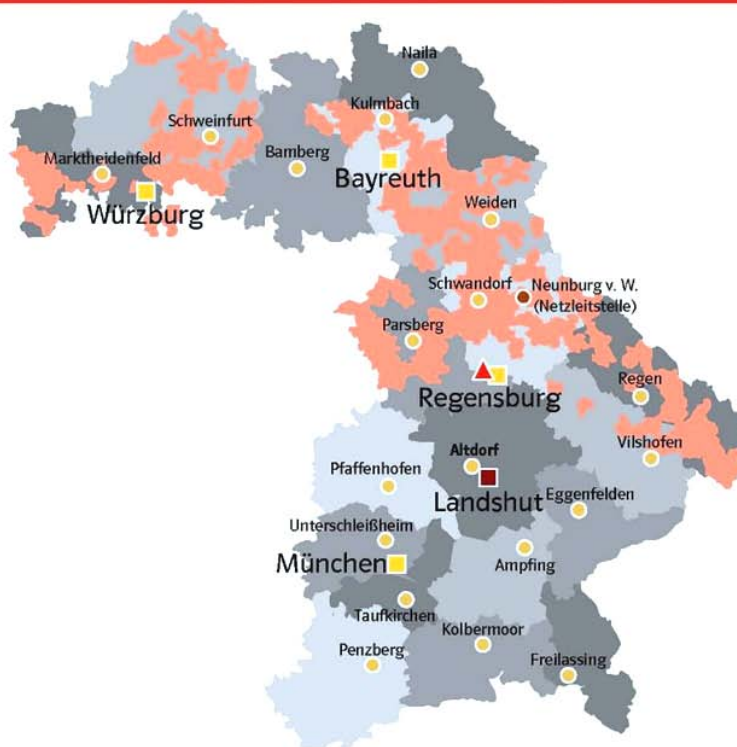 Naila
Kulmbach
Schweinfurt
Bamberg
Marktheidenfeld
Bayreuth
Würzburg
Weiden
Schwandorf
Neunburg v. W.
(Netzleitstelle)
Parsberg
Regen
Regensburg
Vilshofen
Altdorf
Pfaffenhofen
Landshut
Eggenfelden
Unterschleißheim
München
Ampfing
Taufkirchen
Kolbermoor
Penzberg
Freilassing